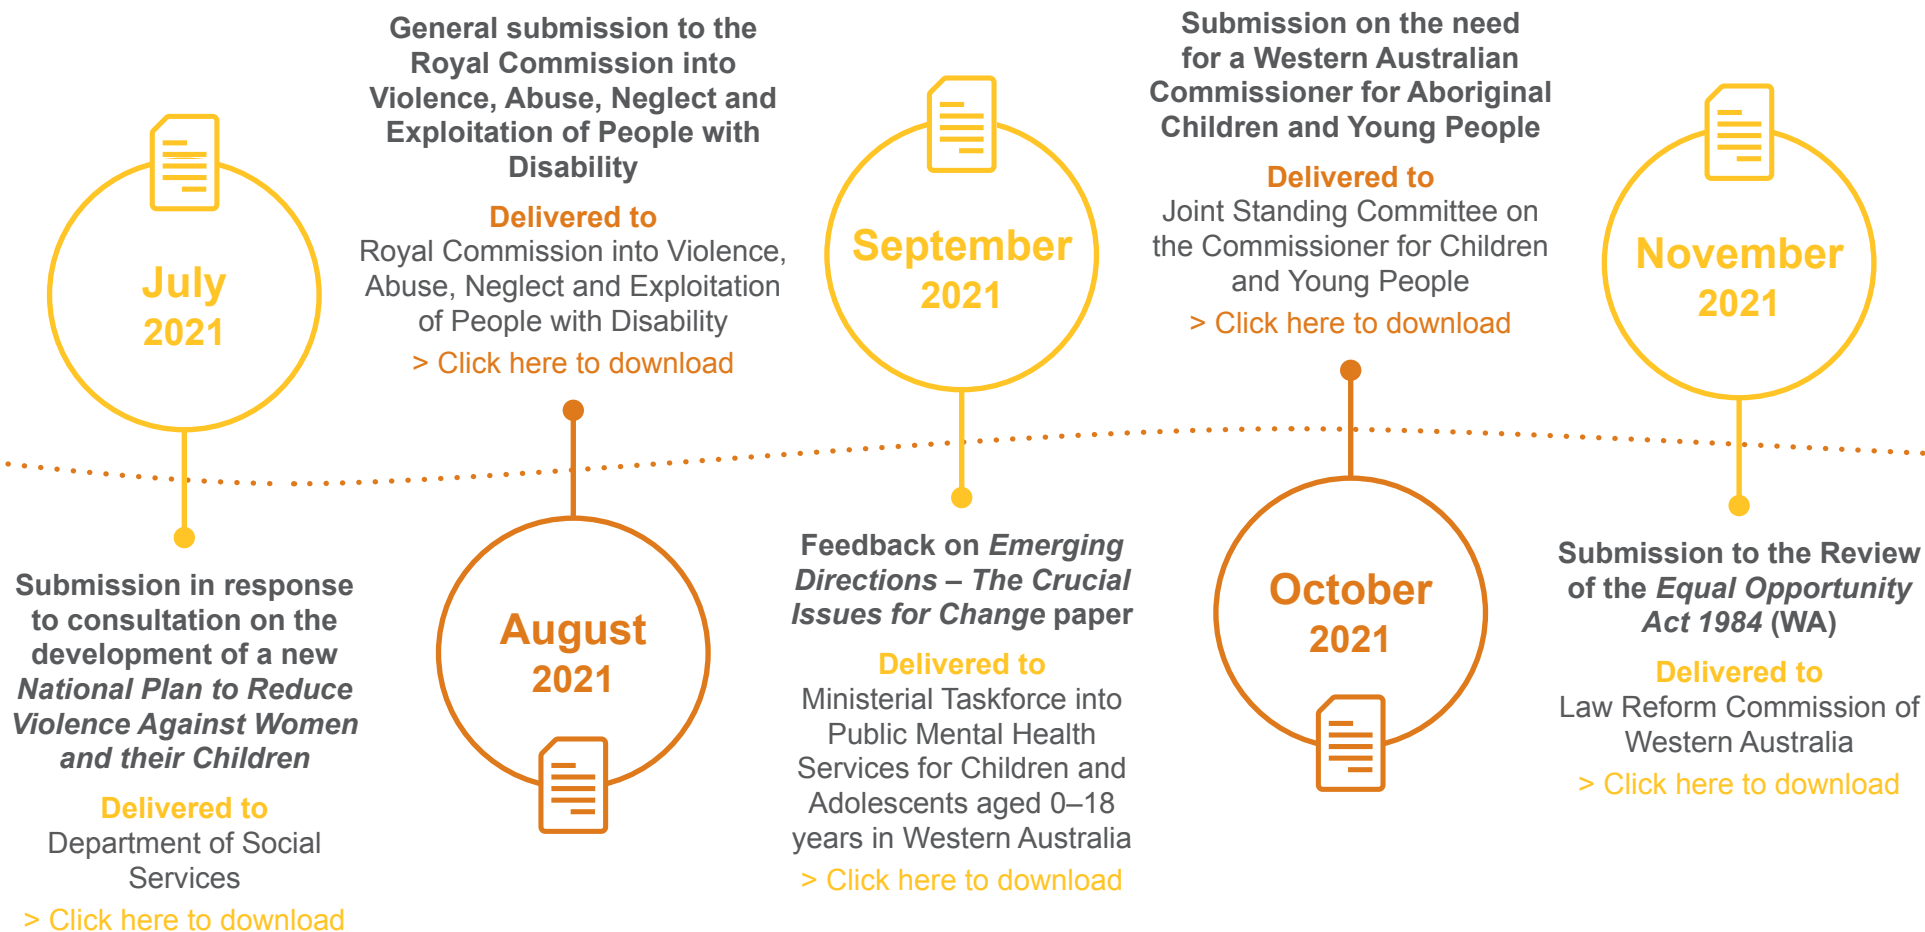 July
2021
Submission in response
to consultation on the
development of a new
National Plan to Reduce
Violence Against Women
and their Children
Delivered to
Department of Social
Services
> Click here to download
General submission to the
Royal Commission into
Violence, Abuse, Neglect and
Exploitation of People with
Disability
Delivered to
Royal Commission into Violence,
Abuse, Neglect and Exploitation
of People with Disability
> Click here to download
August
2021
September
2021
Feedback on Emerging
Directions – The Crucial
Issues for Change paper
Delivered to
Ministerial Taskforce into
Public Mental Health
Services for Children and
Adolescents aged 0–18
years in Western Australia
> Click here to download
Submission on the need
for a Western Australian
Commissioner for Aboriginal
Children and Young People
Delivered to
Joint Standing Committee on
the Commissioner for Children
and Young People
> Click here to download
October
2021
November
2021
Submission to the Review
of the Equal Opportunity
Act 1984 (WA)
Delivered to
Law Reform Commission of
Western Australia
> Click here to download